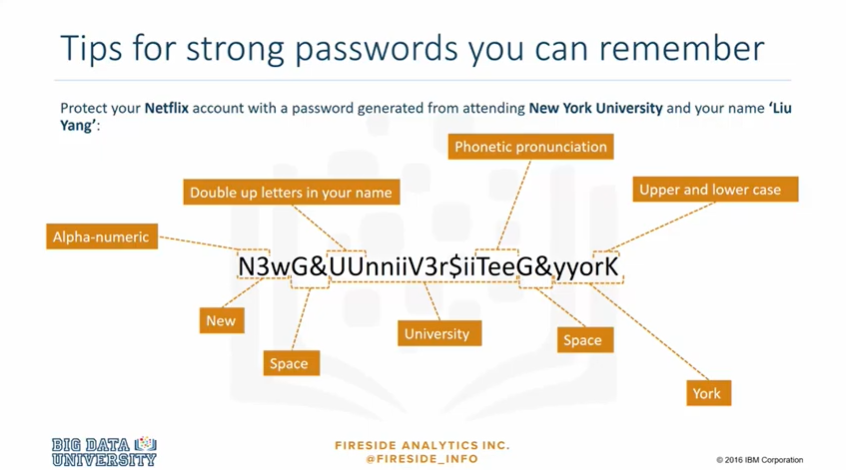 Tips for strong passwords you can remember
Protect your Netflix account with a password generated from attending New York University and your name ‘Liu
Yang’:
Phonetic pronunciation
Double up letters in your name
Upper and lower case
Alpha-numeric
N3wG&UUnniiV3r$iiTeeG&yyorK
New
University
Space
Space
York
BIG DATA
UNIVERSITY
FIRESIDE ANALYTICS INC.
@FIRESIDE_INFO
© 2016 IBM Corporation